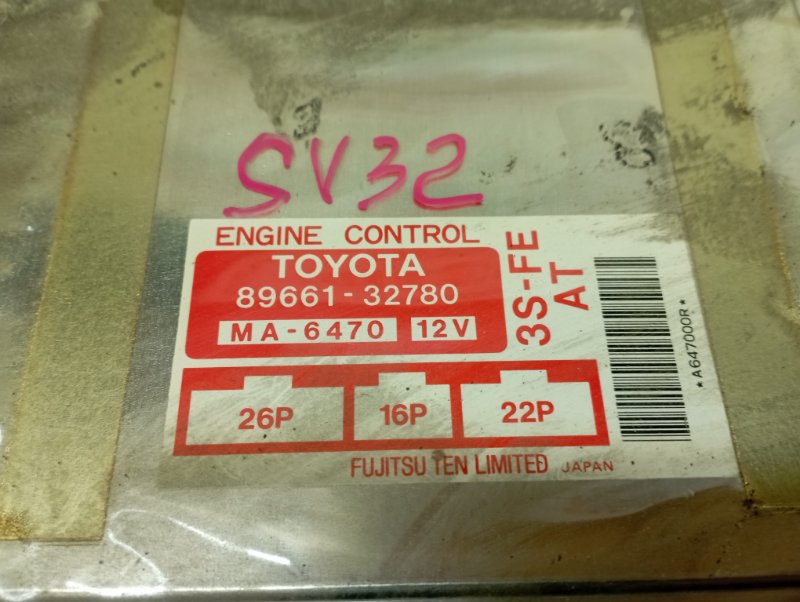 SV32
ENGINE CONTROL
TOYOTA
89661-32780
MA-6470 12V
3S-FE
AT
*A647000R*
26P 16P 22P
FUJITSU TEN LIMITED JAPAN